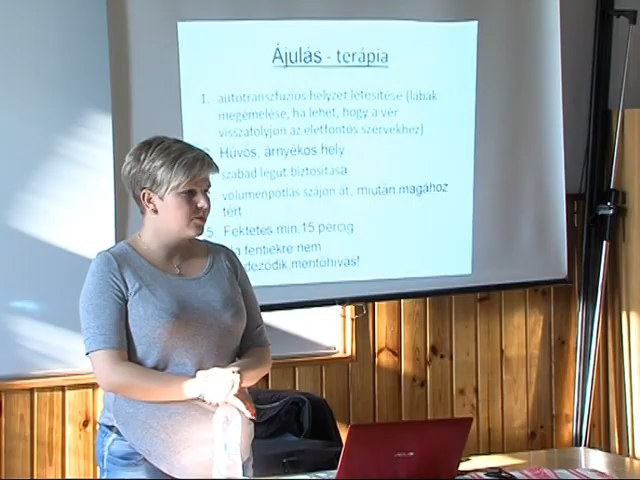 Ájulás - terápia
1. autotranszfúziós helyzet létesítése (lábak
megemelése, ha lehet, hogy a vér
visszafolyjon az életfontos szervekhez)
Hűvös, árnyékos hely
szabad légút biztosítása
volumenpótlás szájon át, miután magához
tért
5. Fektetés min.15 percig
fentiekre nem
mentőhívás!